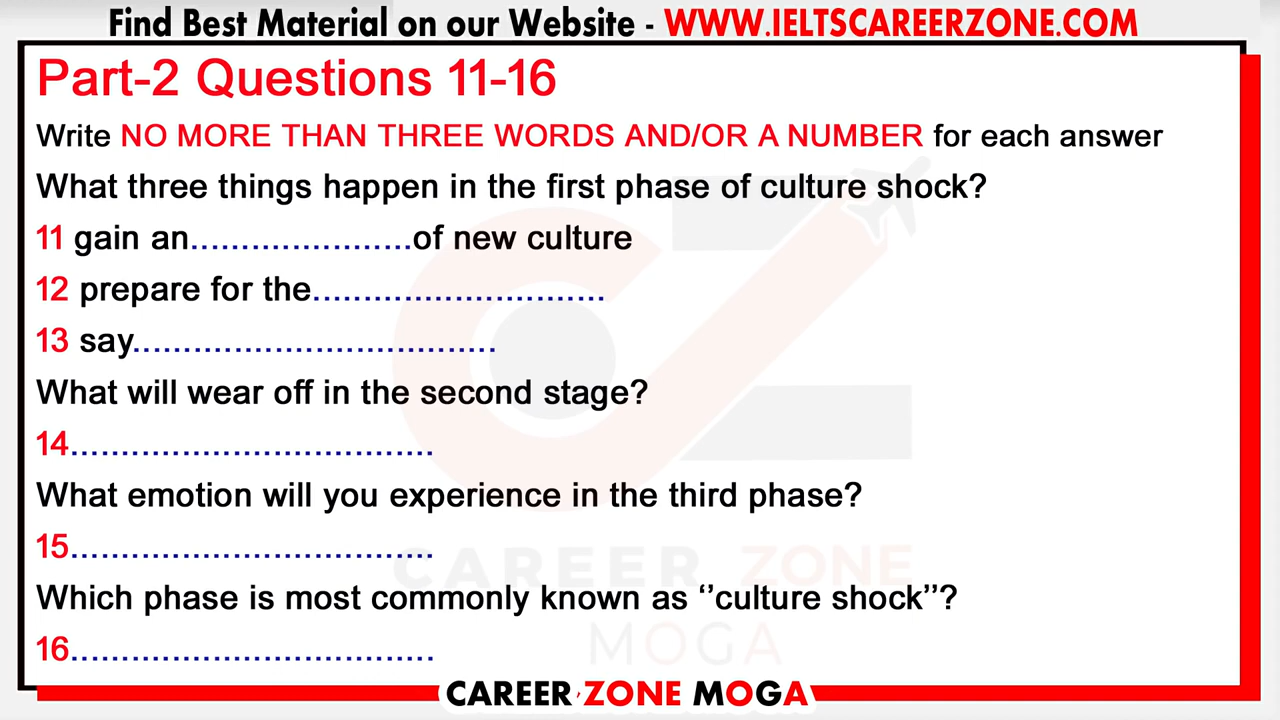 Find Best Material on our Website - WWW.IELTSCAREERZONE.COM
Part-2 Questions 11-16
Write NO MORE THAN THREE WORDS AND/OR A NUMBER for each answer
What three things happen in the first phase of culture shock?
11 gain an......................of new culture
12 prepare for the.............................
13 say....................................
What will wear off in the second stage?
14....................................
What emotion will you experience in the third phase?
15....................................
CAREER ZONE
Which phase is most commonly known as ‘’culture shock’’?
MOGA
16....................................
CAREER ZONE MOGA